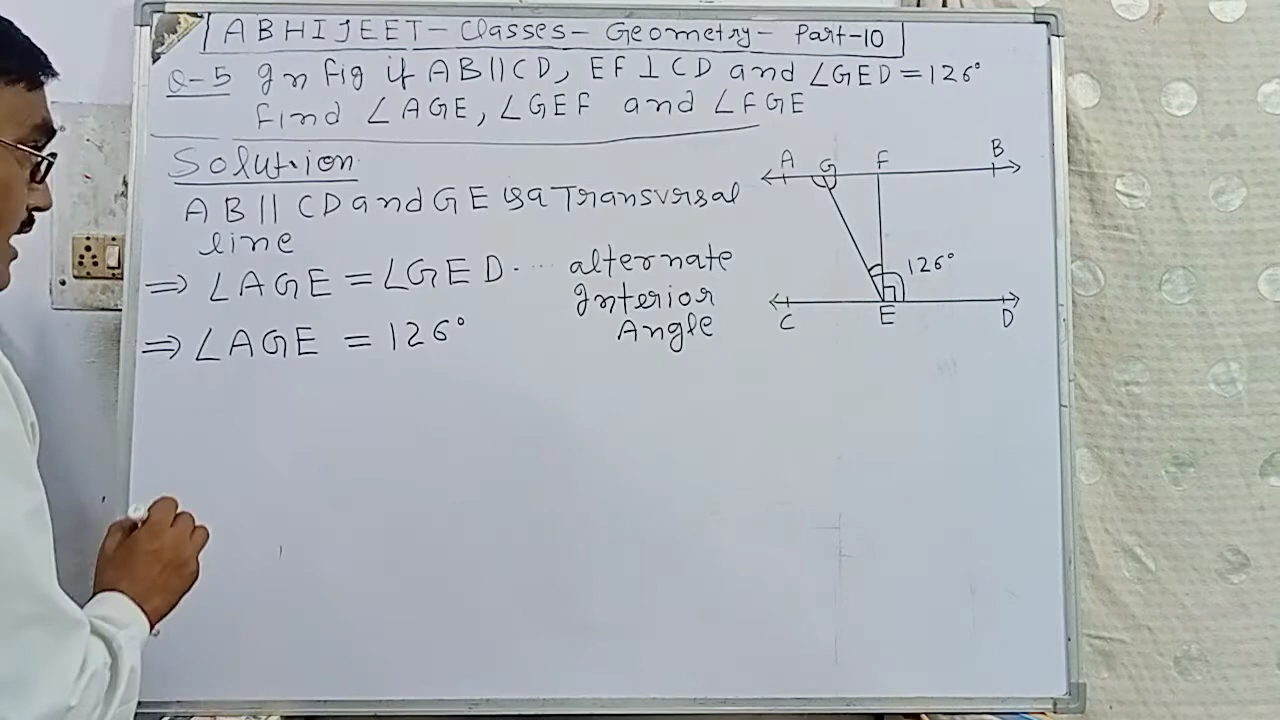 ABHIJEET - Classes - Geometry - Part-10
Q-5 In fig if AB || CD, EF ⊥ CD and ∠GED = 126°
find ∠AGE, ∠GEF and ∠FGE
Solution
AB || CD and GE is a Transversal
line
⇒ ∠AGE = ∠GED .... alternate
Interior
Angle
⇒ ∠AGE = 126°
A G F B
126°
C E D